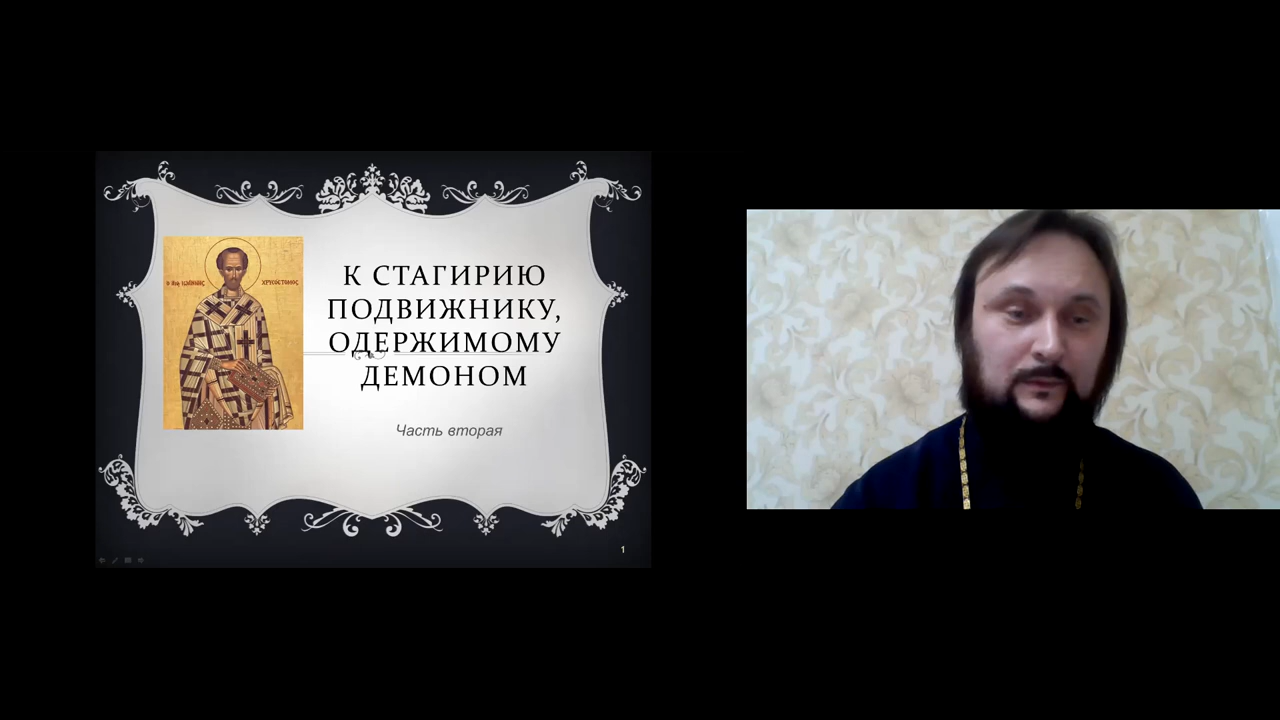 К СТАГИРИЮ
ПОДВИЖНИКУ,
ОДЕРЖИМОМУ
ДЕМОНОМ
Часть вторая
1